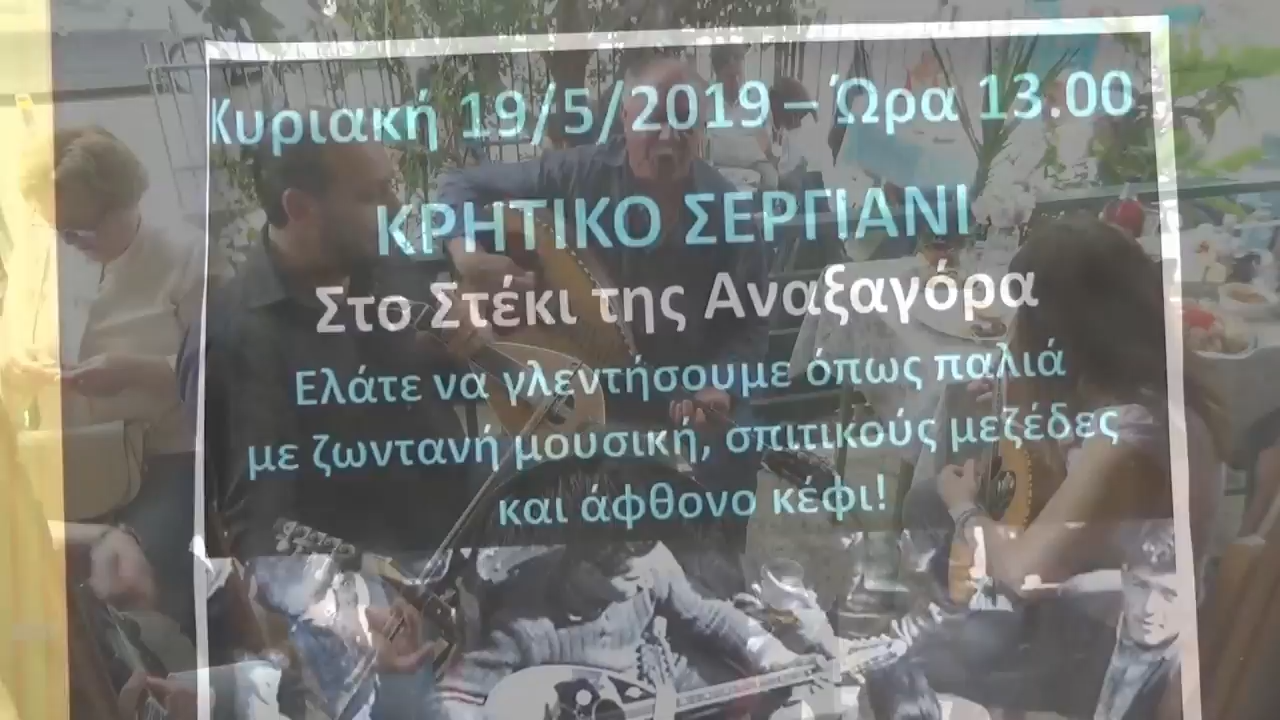 Κυριακή 19/5/2019 – Ώρα 13.00
ΚΡΗΤΙΚΟ ΣΕΡΓΙΑΝΙ
Στο Στέκι της Αναξαγόρα
Ελάτε να γλεντήσουμε όπως παλιά
με ζωντανή μουσική, σπιτικούς μεζέδες
και άφθονο κέφι!